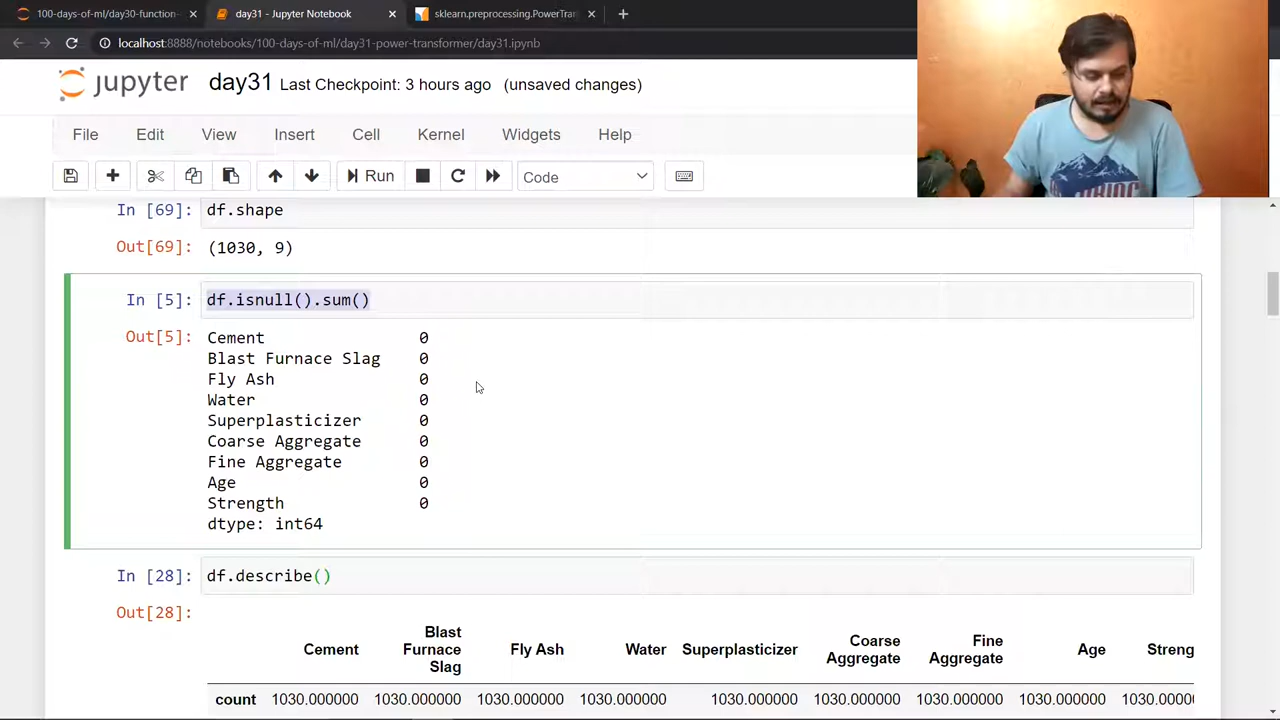 100-days-of-ml/day30-function-
day31 - Jupyter Notebook
sklearn.preprocessing.PowerTra
localhost:8888/notebooks/100-days-of-ml/day31-power-transformer/day31.ipynb
jupyter day31 Last Checkpoint: 3 hours ago (unsaved changes)
File Edit View Insert Cell Kernel Widgets Help
Run Code
In [69]: df.shape
Out[69]: (1030, 9)
In [5]: df.isnull().sum()
Out[5]: Cement 0
Blast Furnace Slag 0
Fly Ash 0
Water 0
Superplasticizer 0
Coarse Aggregate 0
Fine Aggregate 0
Age 0
Strength 0
dtype: int64
In [28]: df.describe()
Out[28]:
Cement Blast Furnace Slag Fly Ash Water Superplasticizer Coarse Aggregate Fine Aggregate Age Streng
count 1030.000000 1030.000000 1030.000000 1030.000000 1030.000000 1030.000000 1030.000000 1030.000000 1030.00000